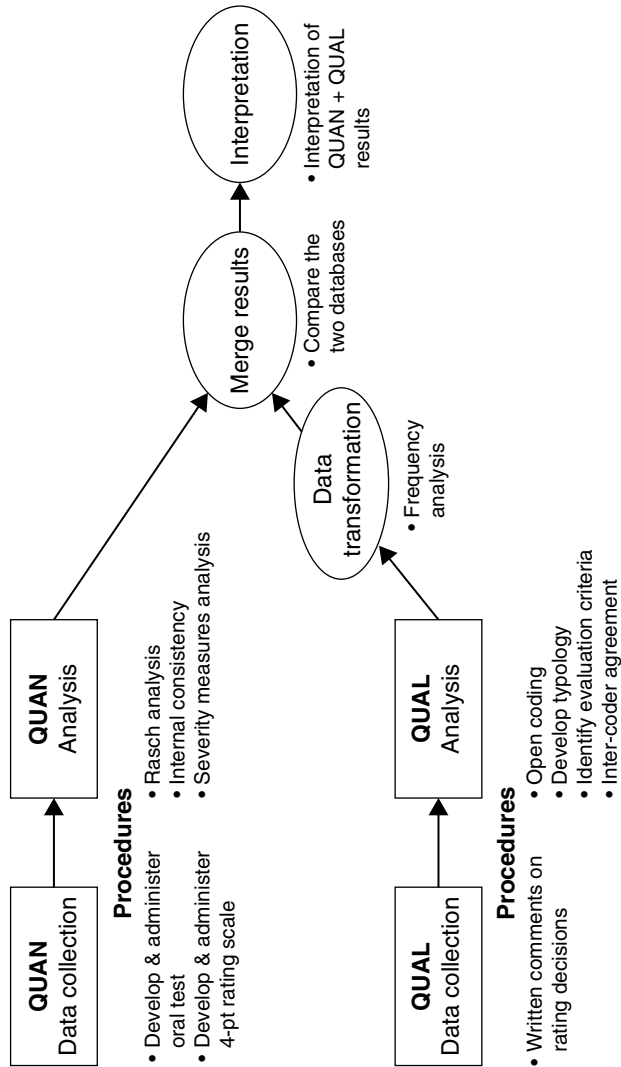 QUAN
Data collection
QUAN
Analysis
Procedures
• Develop & administer
oral test
• Develop & administer
4-pt rating scale
• Rasch analysis
• Internal consistency
• Severity measures analysis
QUAL
Data collection
QUAL
Analysis
Procedures
• Written comments on
rating decisions
• Open coding
• Develop typology
• Identify evaluation criteria
• Inter-coder agreement
Data
transformation
• Frequency
analysis
Merge results
• Compare the
two databases
Interpretation
• Interpretation of
QUAN + QUAL
results